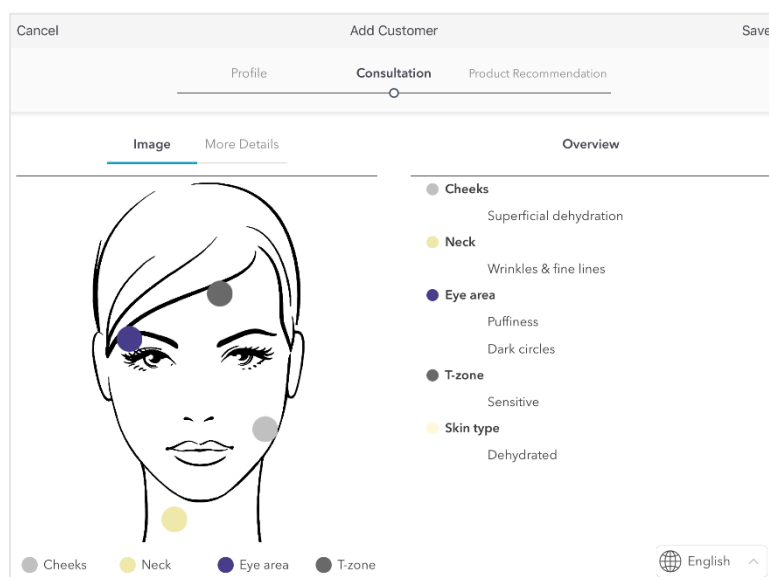 Cancel Add Customer Save
Profile Consultation Product Recommendation
Image More Details
Overview
Cheeks
Superficial dehydration
Neck
Wrinkles & fine lines
Eye area
Puffiness
Dark circles
T-zone
Sensitive
Skin type
Dehydrated
Cheeks Neck Eye area T-zone
English